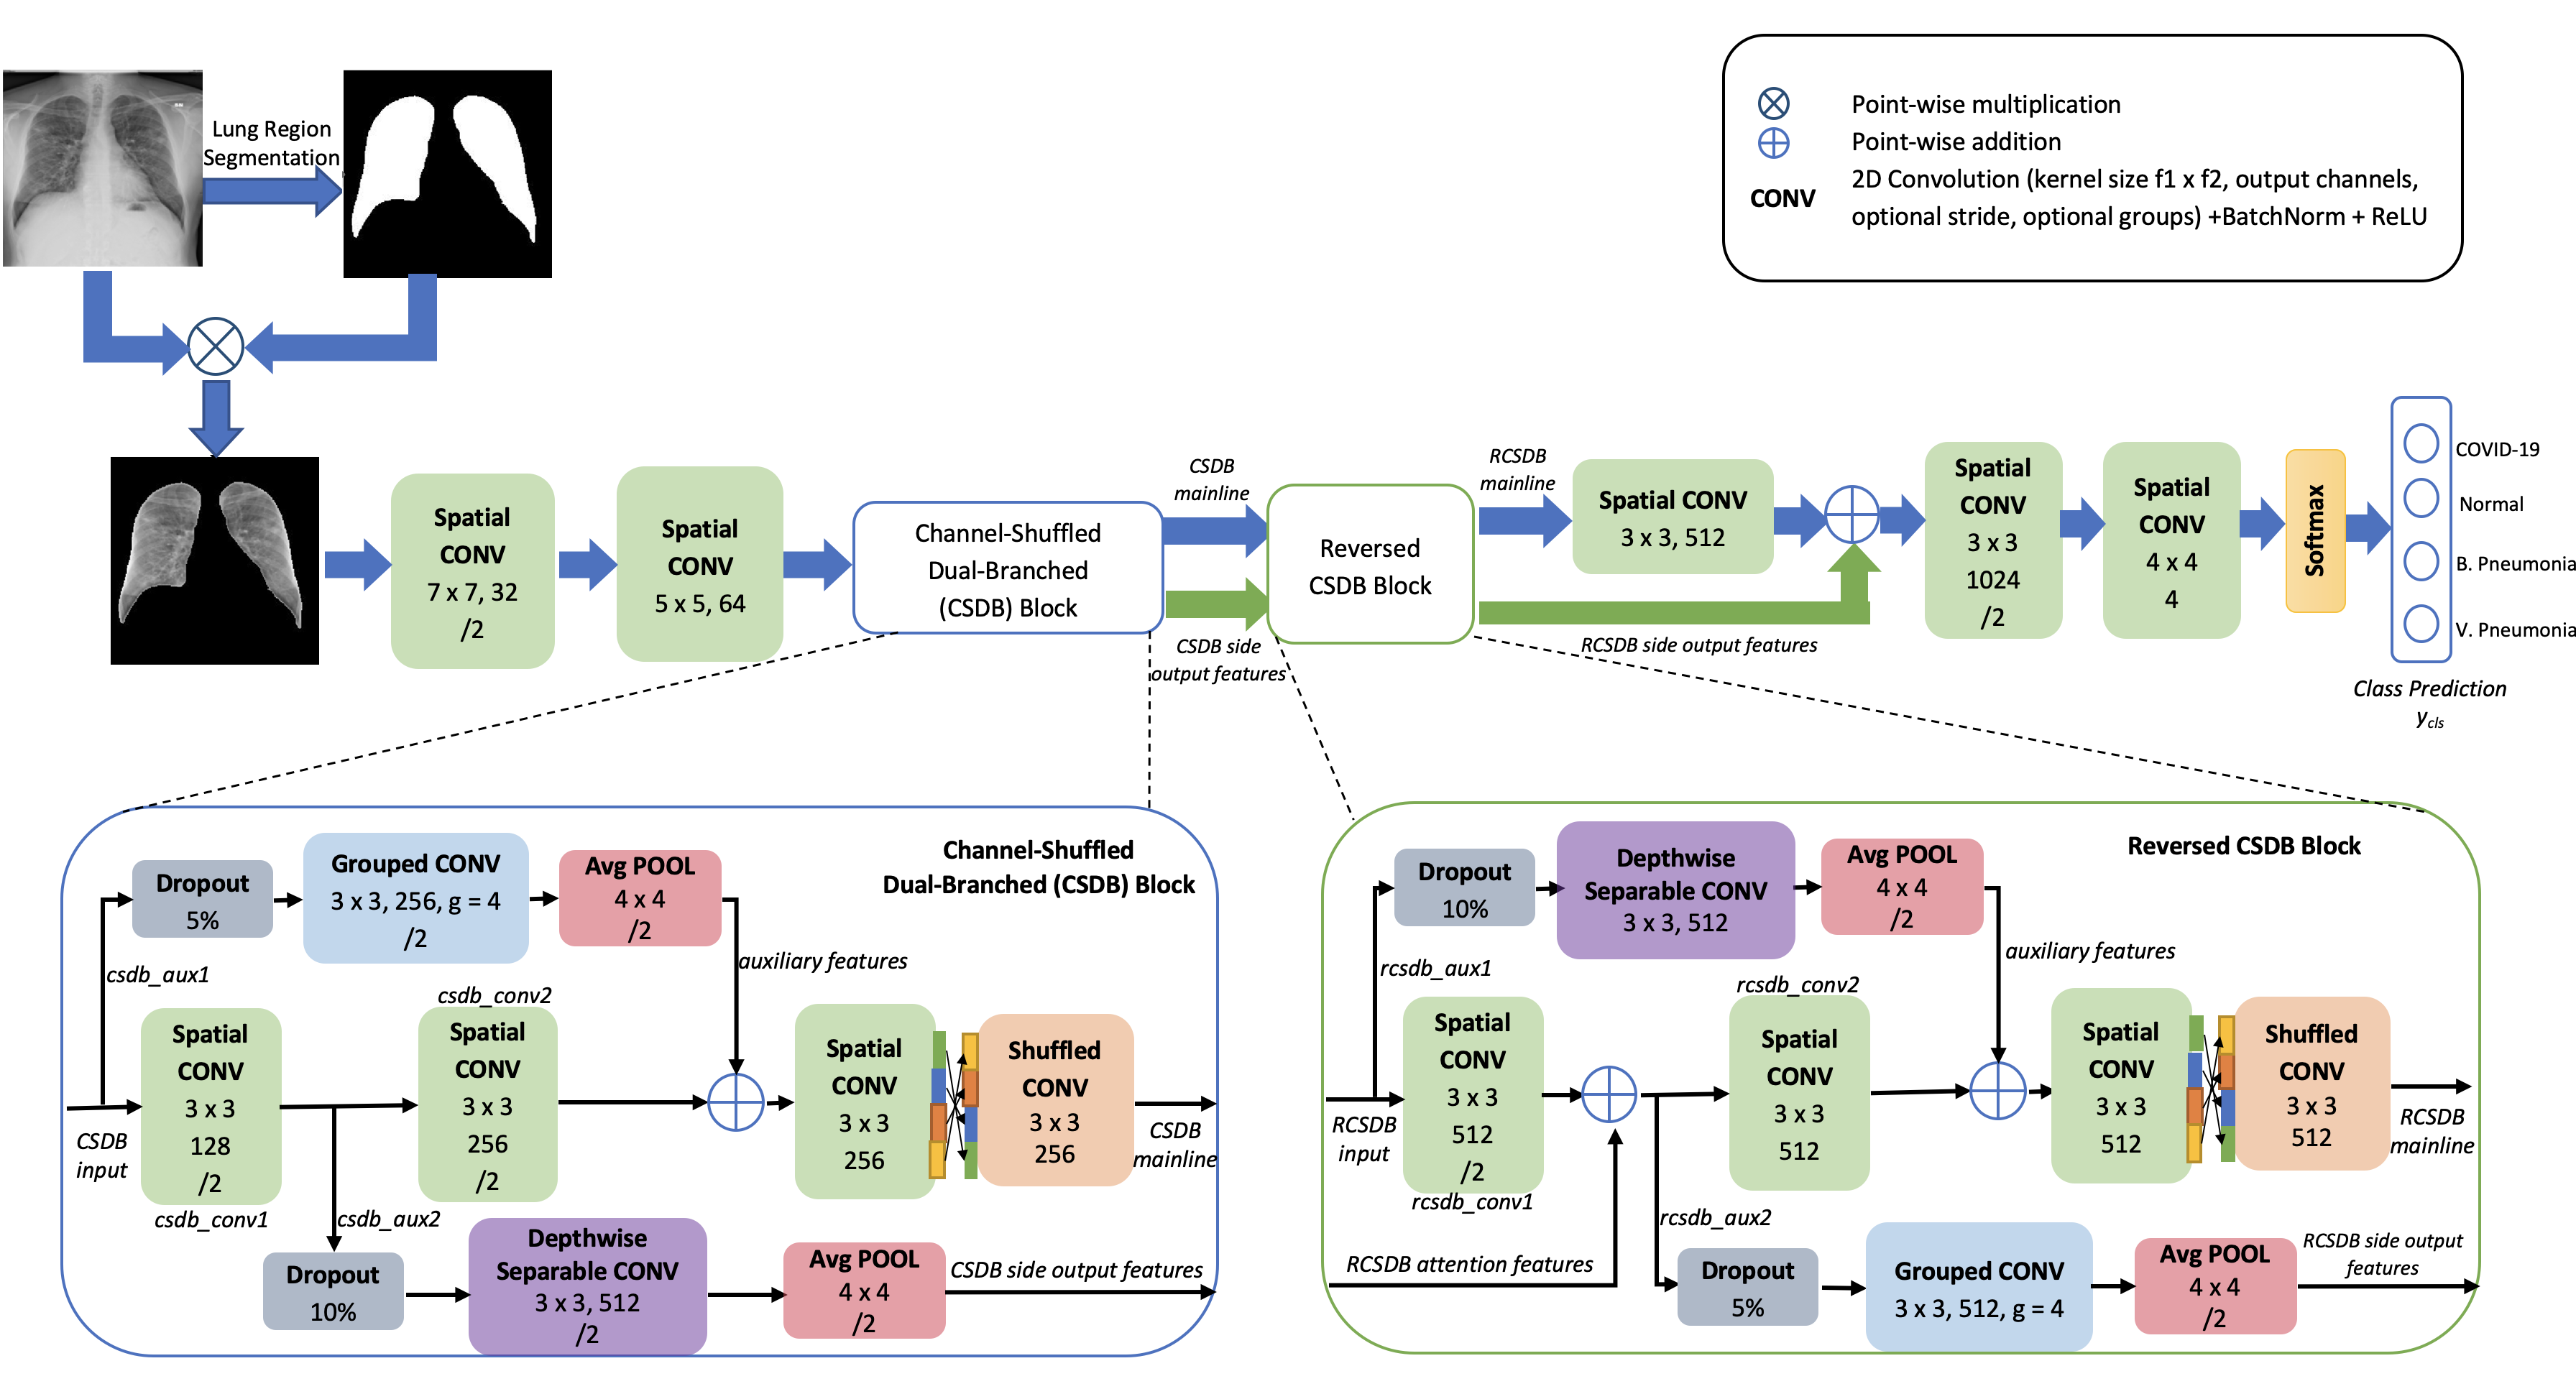 Lung Region
Segmentation
Point-wise multiplication
Point-wise addition
CONV
2D Convolution (kernel size f1 x f2, output channels,
optional stride, optional groups) +BatchNorm + ReLU
Spatial
CONV
7 x 7, 32
/2
Spatial
CONV
5 x 5, 64
Channel-Shuffled
Dual-Branched
(CSDB) Block
CSDB
mainline
CSDB side
output features
Reversed
CSDB Block
RCSDB
mainline
RCSDB side output features
Spatial CONV
3 x 3, 512
Spatial
CONV
3 x 3
1024
/2
Spatial
CONV
4 x 4
4
Softmax
COVID-19
Normal
B. Pneumonia
V. Pneumonia
Class Prediction
ycls
Channel-Shuffled
Dual-Branched (CSDB) Block
Dropout
5%
Grouped CONV
3 x 3, 256, g = 4
/2
Avg POOL
4 x 4
/2
auxiliary features
csdb_aux1
CSDB
input
Spatial
CONV
3 x 3
128
/2
csdb_conv1
csdb_conv2
Spatial
CONV
3 x 3
256
/2
csdb_aux2
Spatial
CONV
3 x 3
256
Shuffled
CONV
3 x 3
256
CSDB
mainline
Dropout
10%
Depthwise
Separable CONV
3 x 3, 512
/2
Avg POOL
4 x 4
/2
CSDB side output features
Reversed CSDB Block
Dropout
10%
Depthwise
Separable CONV
3 x 3, 512
Avg POOL
4 x 4
/2
auxiliary features
rcsdb_aux1
RCSDB
input
Spatial
CONV
3 x 3
512
/2
rcsdb_conv1
RCSDB attention features
rcsdb_conv2
Spatial
CONV
3 x 3
512
rcsdb_aux2
Spatial
CONV
3 x 3
512
Shuffled
CONV
3 x 3
512
RCSDB
mainline
Dropout
5%
Grouped CONV
3 x 3, 512, g = 4
Avg POOL
4 x 4
/2
RCSDB side output
features